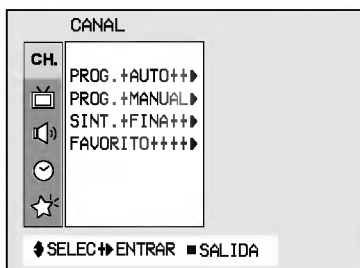 CANAL
CH.
PROG.+AUTO++▶
PROG.+MANUAL▶
SINT.+FINA++▶
FAVORITO++++▶
♦SELEC+▶ENTRAR ■SALIDA